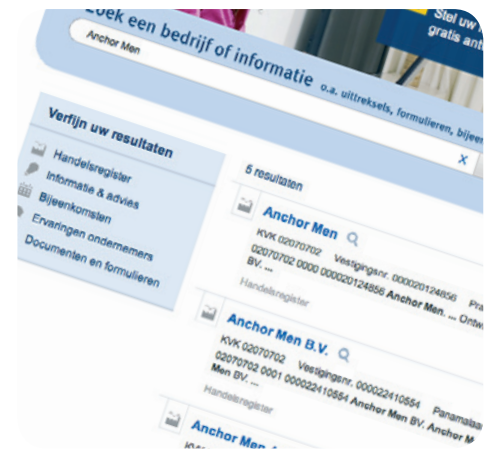 Stel uw
gratis
Zoek een bedrijf of informatie o.a. uittreksels, formulieren,
Anchor Men
x
Verfijn uw resultaten
Handelsregister
Informatie & advies
Bijeenkomsten
Ervaringen ondernemers
Documenten en formulieren
5 resultaten
Anchor Men
KVK 02070702 Vestigingsnr. 000020124856
02070702 0000 000020124856 Anchor Men. ...
BV. ...
Handelsregister
Anchor Men B.V.
KVK 02070702 Vestigingsnr. 000022410554
02070702 0001 000022410554 Anchor Men BV. Anchor
Men BV. ...
Handelsregister
Anchor Men